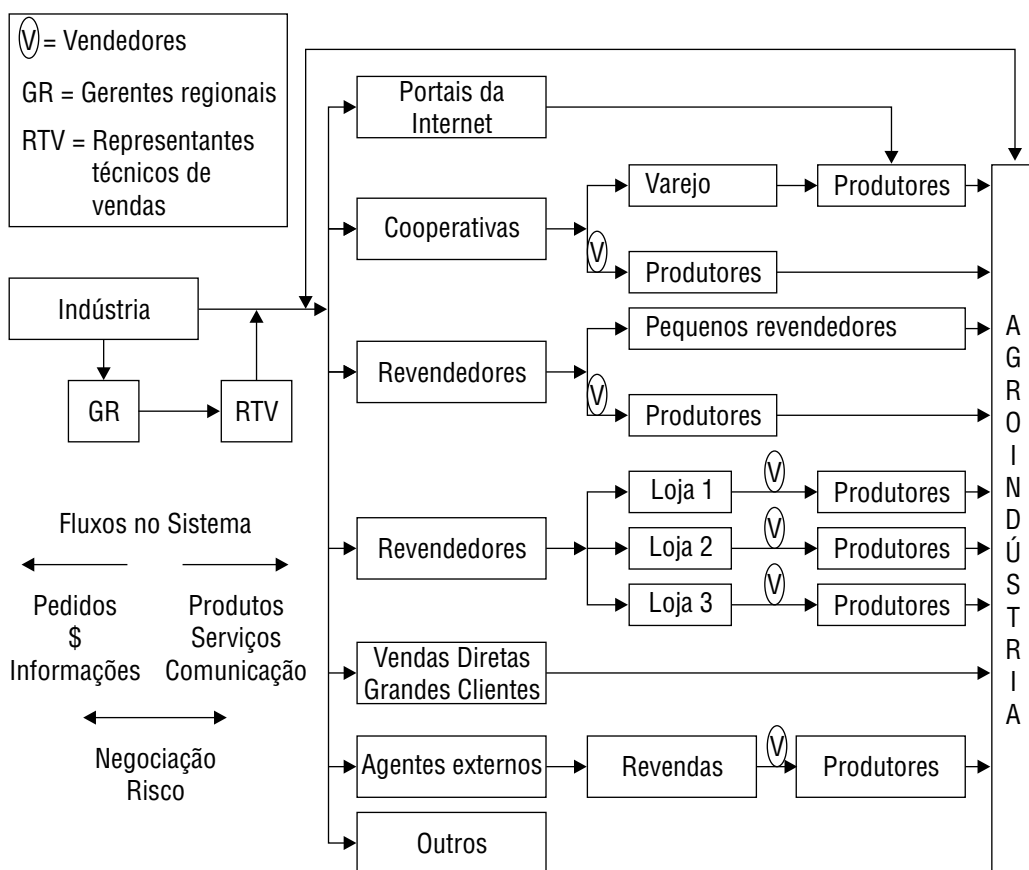 V = Vendedores
GR = Gerentes regionais
RTV = Representantes
técnicos de
vendas
Portais da
Internet
Varejo
Produtores
Cooperativas
V
Produtores
Indústria
Pequenos revendedores
Revendedores
V
GR
RTV
Produtores
Loja 1
V
Produtores
Fluxos no Sistema
Revendedores
Loja 2
V
Produtores
Loja 3
V
Produtores
Pedidos
$
Informações
Produtos
Serviços
Comunicação
Vendas Diretas
Grandes Clientes
Negociação
Risco
Agentes externos
Revendas
V
Produtores
Outros
A
G
R
O
I
N
D
Ú
S
T
R
I
A